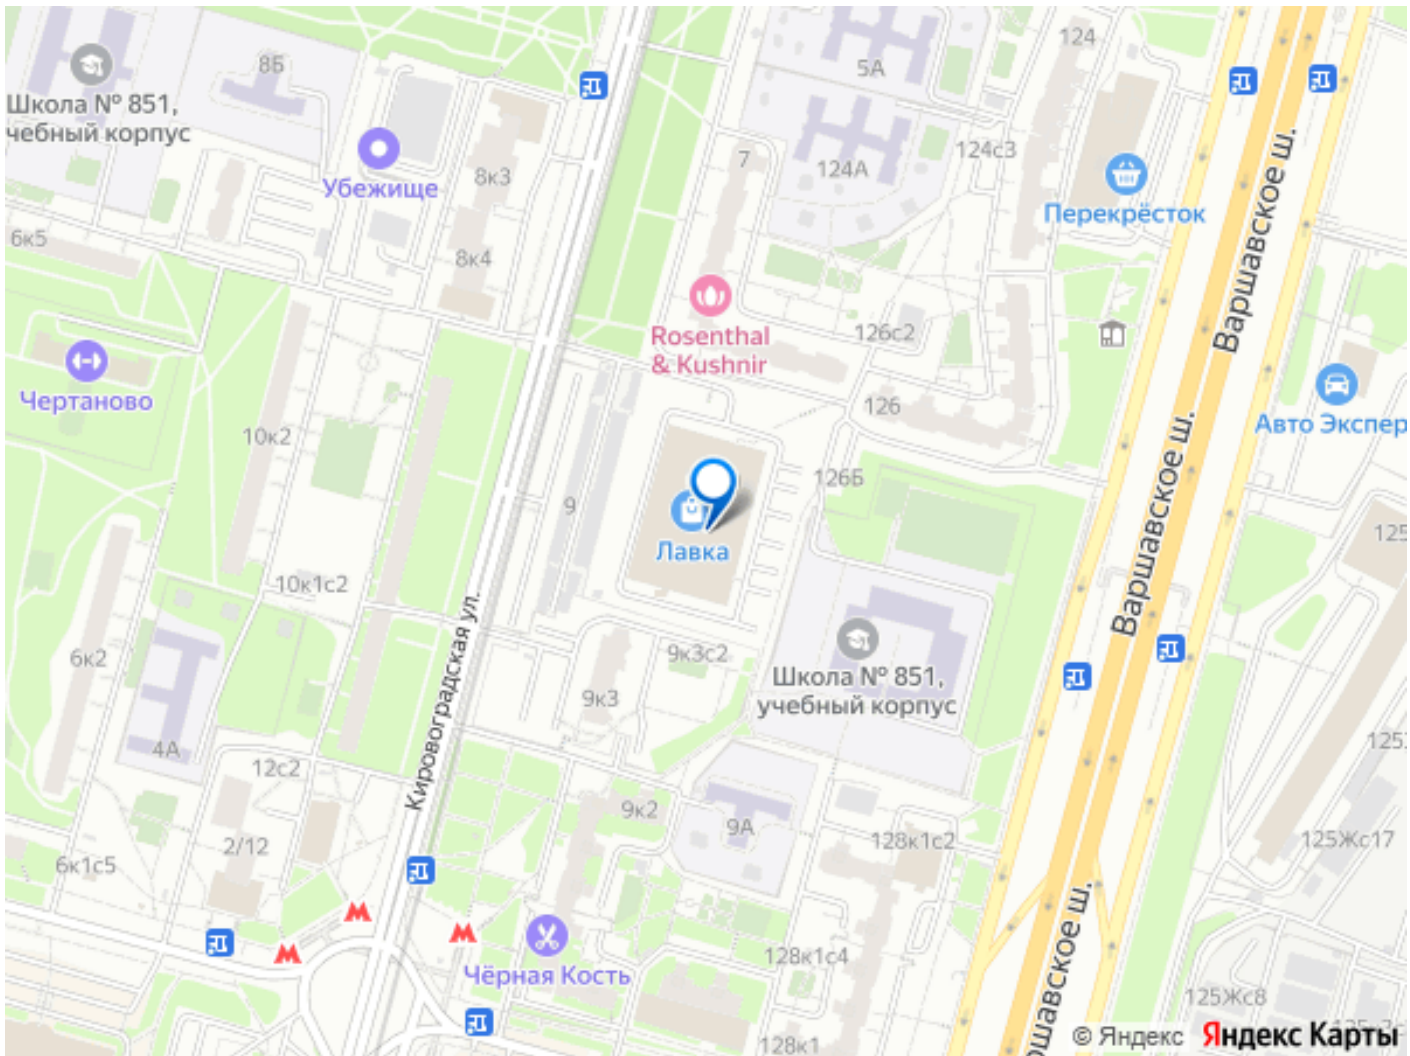 124
5А
8Б
Школа № 851,
чебный корпус
124с3
7
124А
8к3
Убежище
Перекрёсток
Варшавское ш.
6к5
8к4
126с2
Rosenthal
& Kushnir
Чертаново
126
Авто Экспер
10к2
126Б
9
Лавка
125
Варшавское ш.
10к1с2
Кировоградская ул.
6к2
9к3с2
Школа № 851,
учебный корпус
9к3
4А
12с2
125
9к2
9А
128к1с2
125Жс17
2/12
6к1с5
Чёрная Кость
128к1с4
Варшавское ш.
125Жс8
128к1
© Яндекс
Яндекс Карты